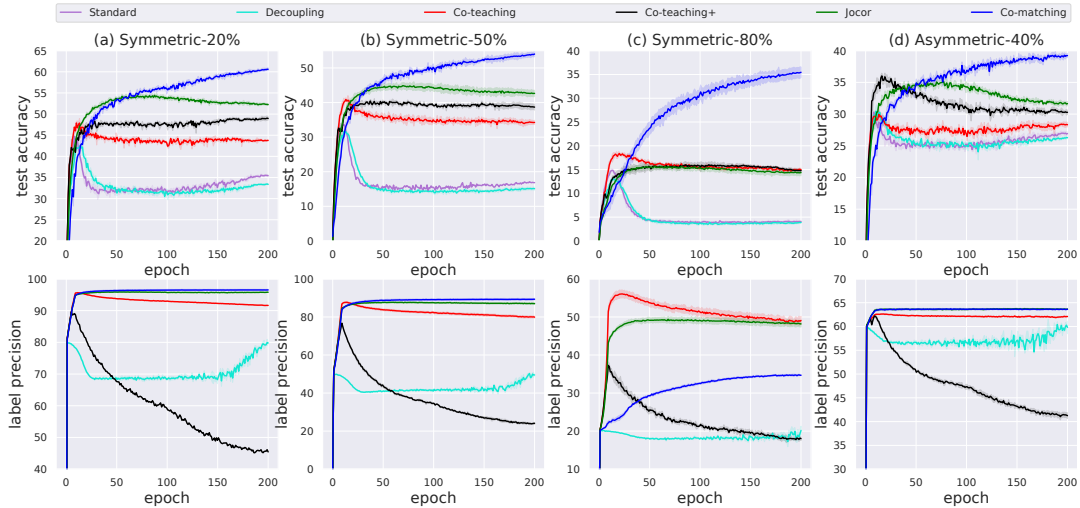 Standard Decoupling Co-teaching Co-teaching+ Jocor Co-matching
(a) Symmetric-20% (b) Symmetric-50% (c) Symmetric-80% (d) Asymmetric-40%
test accuracy
65
60
55
50
45
40
35
30
25
20
0 50 100 150 200
epoch
test accuracy
50
40
30
20
10
0
0 50 100 150 200
epoch
test accuracy
40
35
30
25
20
15
10
5
0
0 50 100 150 200
epoch
test accuracy
40
35
30
25
20
15
10
0 50 100 150 200
epoch
label precision
100
90
80
70
60
50
40
0 50 100 150 200
epoch
label precision
100
80
60
40
20
0
0 50 100 150 200
epoch
label precision
60
50
40
30
20
10
0 50 100 150 200
epoch
label precision
70
65
60
55
50
45
40
35
30
0 50 100 150 200
epoch